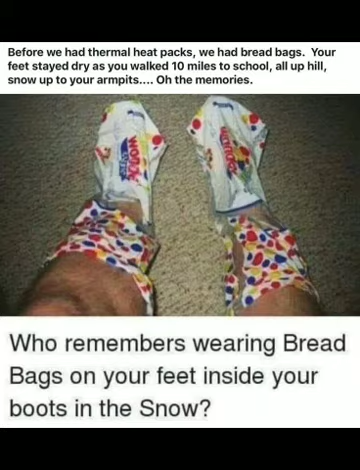 Before we had thermal heat packs, we had bread bags.  Your
feet stayed dry as you walked 10 miles to school, all up hill,
snow up to your armpits.... Oh the memories.
WONDER
Who remembers wearing Bread
Bags on your feet inside your
boots in the Snow?